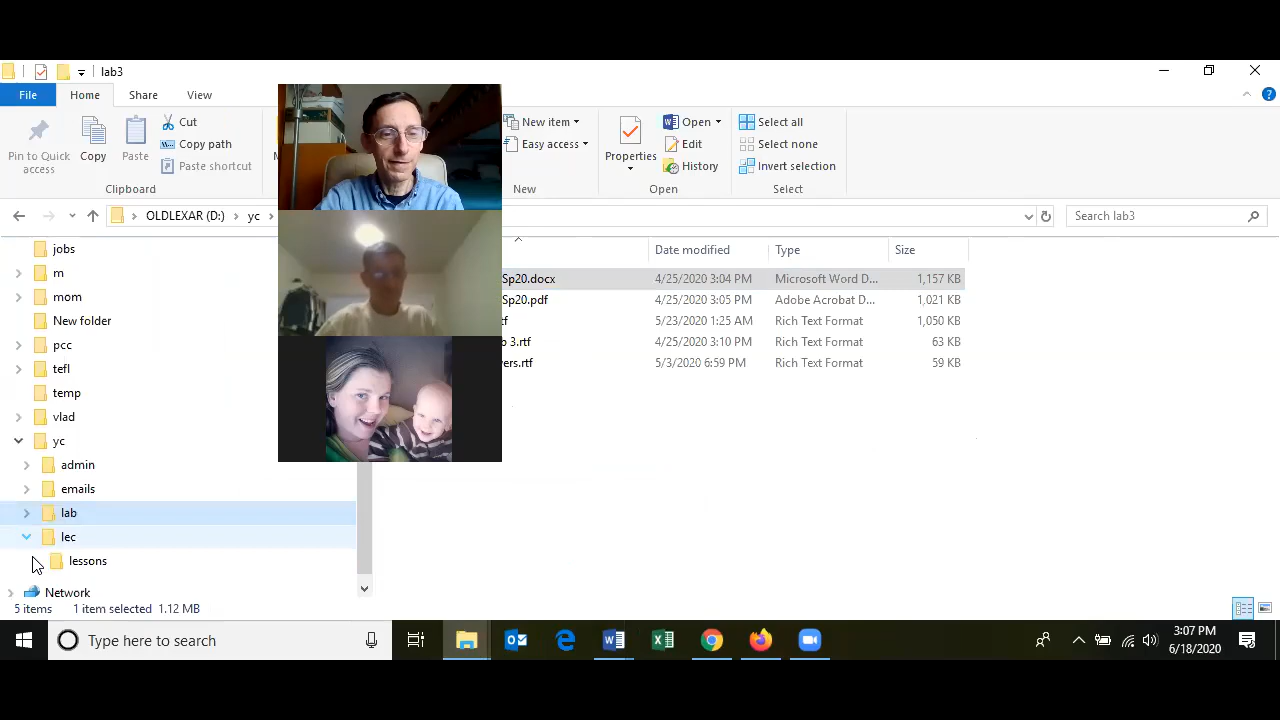 lab3
File Home Share View
Pin to Quick access
Copy
Paste
Cut
Copy path
Paste shortcut
New item
Easy access
Properties
Open
Edit
History
Select all
Select none
Invert selection
Clipboard New Open Select
OLDLEXAR (D:) yc
Search lab3
Date modified Type Size
jobs
m
mom
New folder
pcc
tefl
temp
vlad
yc
admin
emails
lab
lec
lessons
Network
Sp20.docx 4/25/2020 3:04 PM Microsoft Word D... 1,157 KB
Sp20.pdf 4/25/2020 3:05 PM Adobe Acrobat D... 1,021 KB
5/23/2020 1:25 AM Rich Text Format 1,050 KB
3.rtf 4/25/2020 3:10 PM Rich Text Format 63 KB
ers.rtf 5/3/2020 6:59 PM Rich Text Format 59 KB
5 items 1 item selected 1.12 MB
Type here to search
3:07 PM
6/18/2020